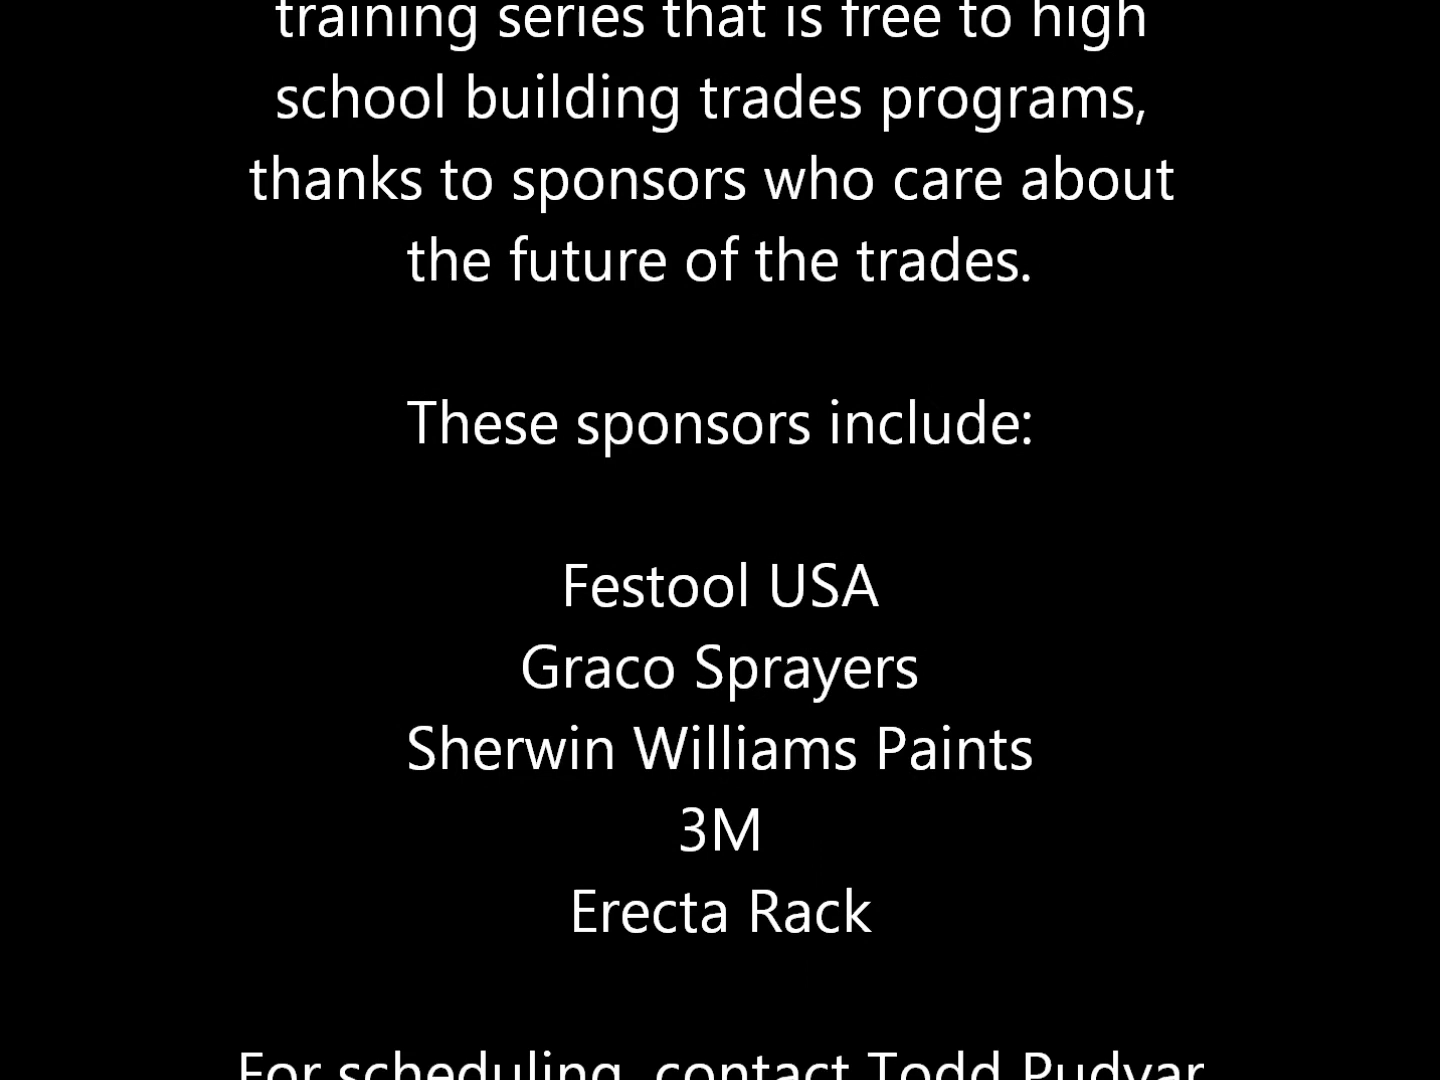 training series that is free to high
school building trades programs,
thanks to sponsors who care about
the future of the trades.
These sponsors include:
Festool USA
Graco Sprayers
Sherwin Williams Paints
3M
Erecta Rack
For scheduling, contact Todd Pudvar